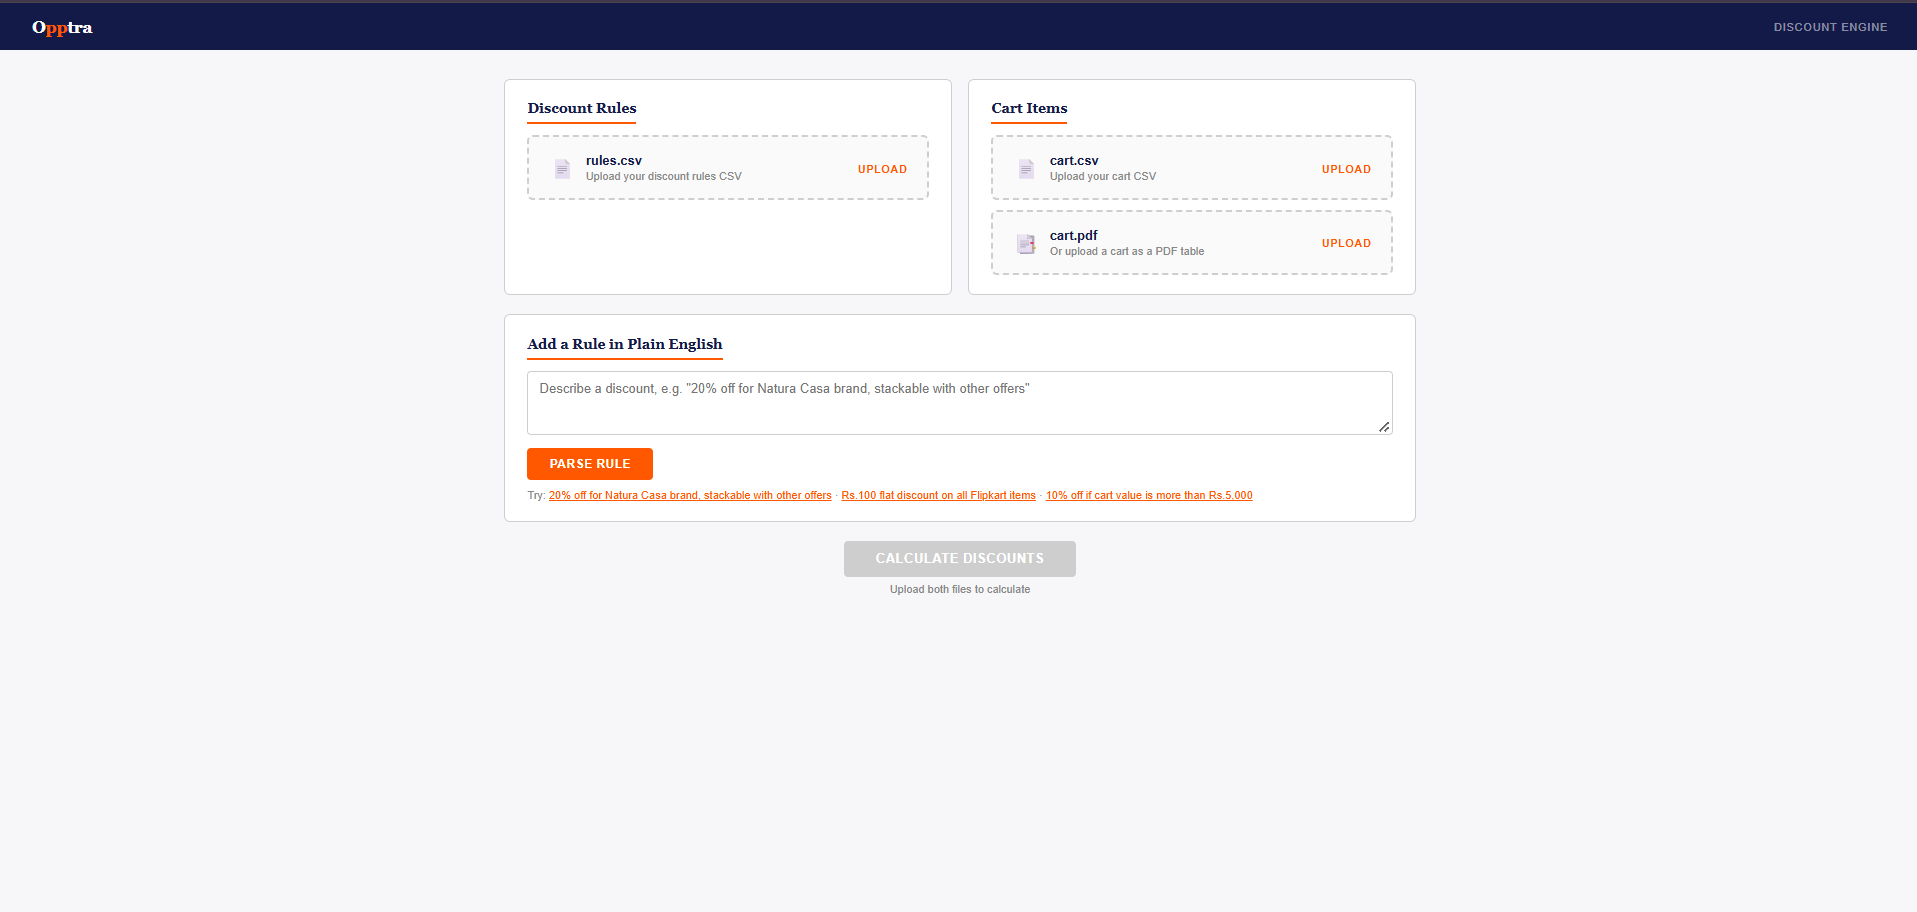 Opptra
DISCOUNT ENGINE
Discount Rules
rules.csv
Upload your discount rules CSV
UPLOAD
Cart Items
cart.csv
Upload your cart CSV
UPLOAD
cart.pdf
Or upload a cart as a PDF table
UPLOAD
Add a Rule in Plain English
Describe a discount, e.g. "20% off for Natura Casa brand, stackable with other offers"
PARSE RULE
Try: 20% off for Natura Casa brand, stackable with other offers · Rs.100 flat discount on all Flipkart items · 10% off if cart value is more than Rs.5,000
CALCULATE DISCOUNTS
Upload both files to calculate